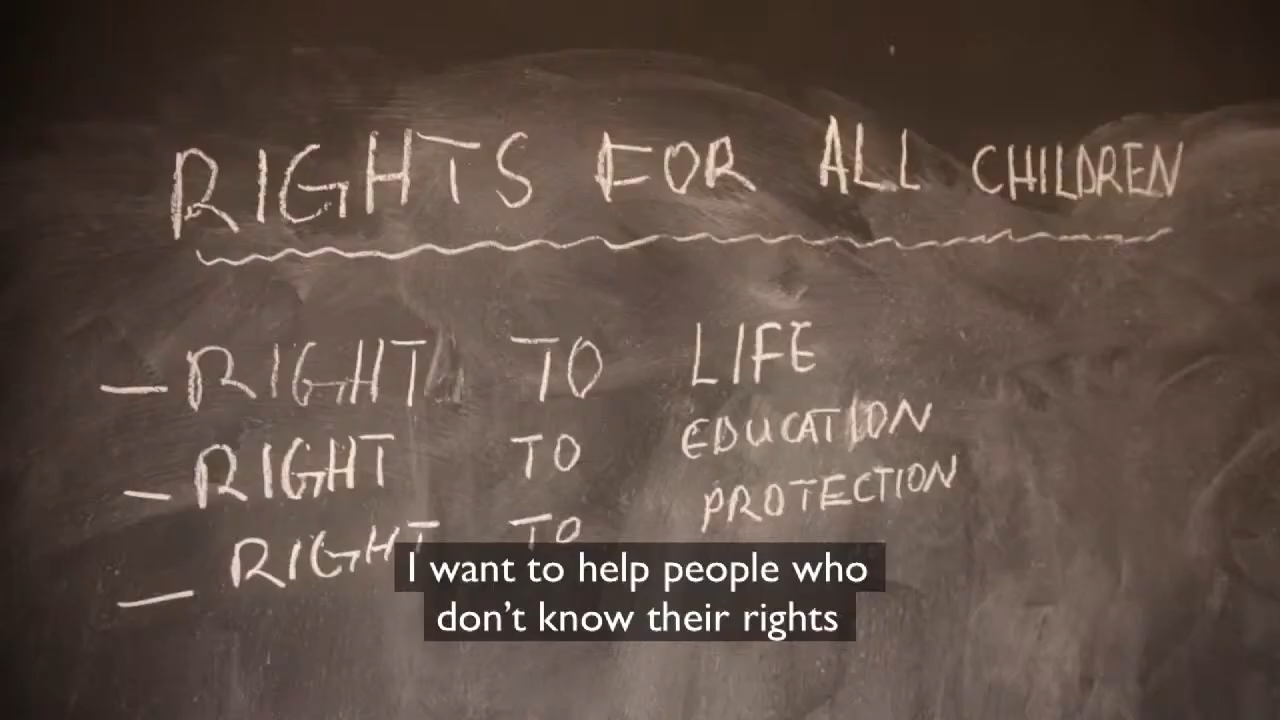 RIGHTS FOR ALL CHILDREN
– RIGHT TO LIFE
– RIGHT TO EDUCATION
– RIGHT TO PROTECTION
I want to help people who
don't know their rights